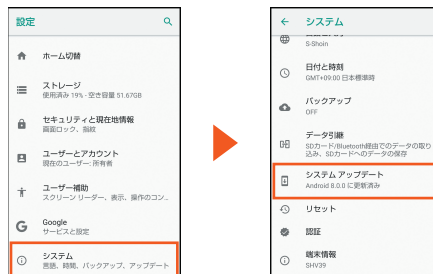 設定
ホーム切替
ストレージ
使用済み 19% - 空き容量 51.67GB
セキュリティと現在地情報
画面ロック、指紋
ユーザーとアカウント
現在のユーザー: 所有者
ユーザー補助
スクリーン リーダー、表示、操作のコン...
Google
サービスと設定
システム
言語、時間、バックアップ、アップデート
システム
S-Shoin
日付と時刻
GMT+09:00 日本標準時
バックアップ
OFF
データ引継
SDカード/Bluetooth経由でのデータの取り
込み、SDカードへのデータの保存
システム アップデート
Android 8.0.0 に更新済み
リセット
認証
端末情報
SHV39